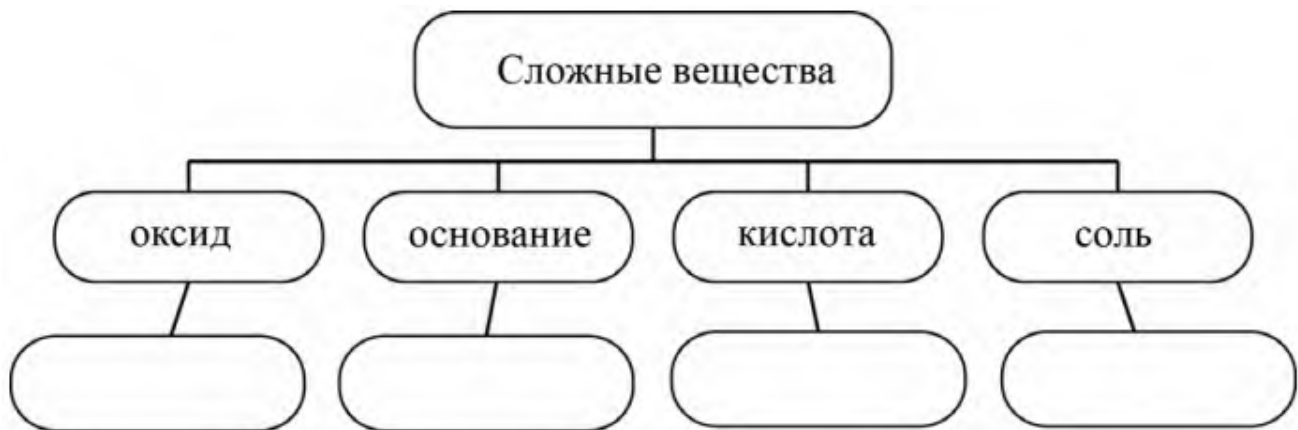 Сложные вещества
оксид
основание
кислота
соль